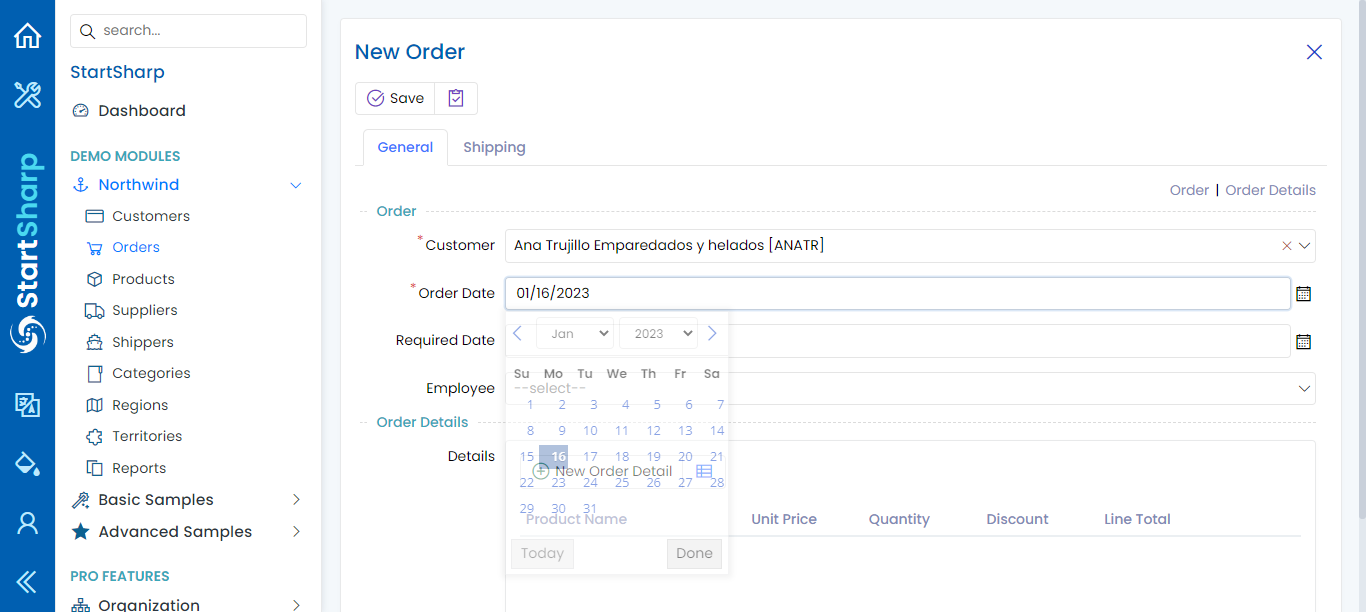 search...
StartSharp
Dashboard
DEMO MODULES
Northwind
Customers
Orders
Products
Suppliers
Shippers
Categories
Regions
Territories
Reports
Basic Samples
Advanced Samples
PRO FEATURES
Organization
StartSharp
New Order
Save
General Shipping
Order | Order Details
Order
* Customer Ana Trujillo Emparedados y helados [ANATR]
* Order Date 01/16/2023
Required Date
Jan 2023
Su Mo Tu We Th Fr Sa
Employee --select--
1 2 3 4 5 6 7
Order Details
8 9 10 11 12 13 14
Details
15 16 17 18 19 20 21
New Order Detail
22 23 24 25 26 27 28
29 30 31
Product Name Unit Price Quantity Discount Line Total
Today Done